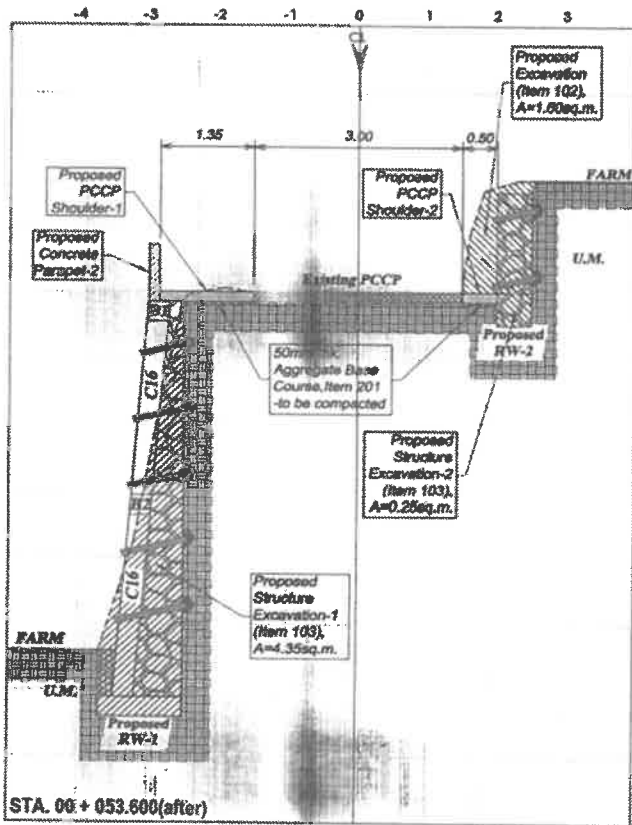 -4 -3 -2 -1 0 1 2 3
Proposed
Excavation
(Item 102),
A=1.60sq.m.
1.35
3.00
0.50
FARM
Proposed
PCCP
Shoulder-1
Proposed
PCCP
Shoulder-2
Proposed
Concrete
Parapet-2
U.M.
Existing PCCP
Proposed
RW-2
50mm
Aggregate Base
Course,Item 201
-to be compacted
C16
Proposed
Structure
Excavation-2
(Item 103),
A=0.25sq.m.
C16
Proposed
Structure
Excavation-1
(Item 103),
A=4.35sq.m.
FARM
U.M.
Proposed
RW-1
STA. 00 + 053.600(after)